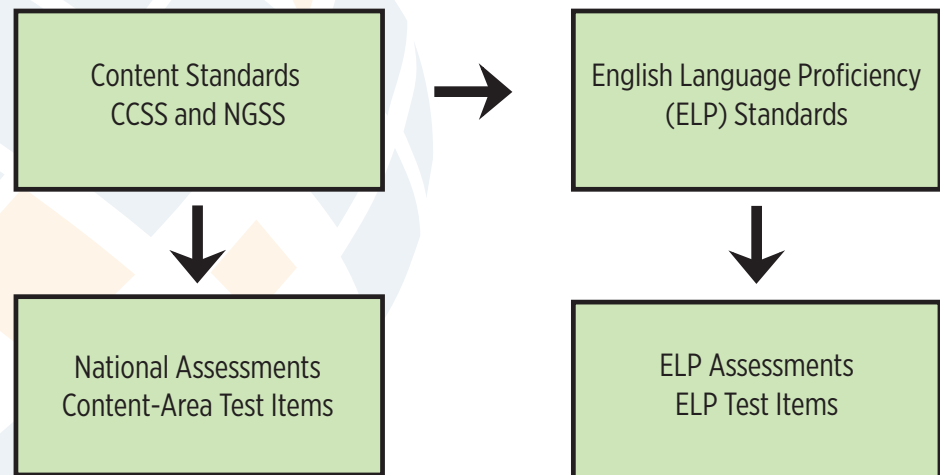 Content Standards
CCSS and NGSS
English Language Proficiency
(ELP) Standards
National Assessments
Content-Area Test Items
ELP Assessments
ELP Test Items